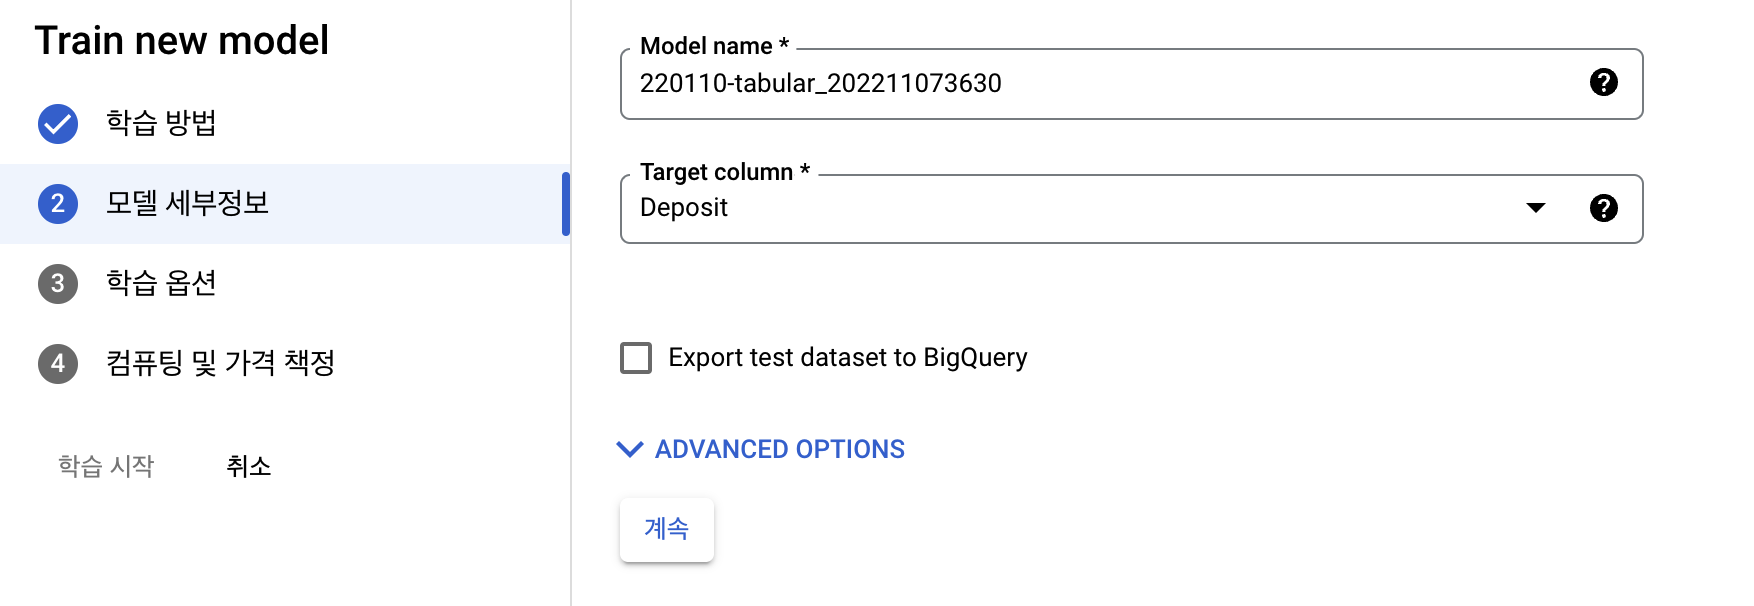 Train new model
학습 방법
2 모델 세부정보
3 학습 옵션
4 컴퓨팅 및 가격 책정
학습 시작 취소
Model name *
220110-tabular_202211073630
?
Target column *
Deposit
?
Export test dataset to BigQuery
ADVANCED OPTIONS
계속